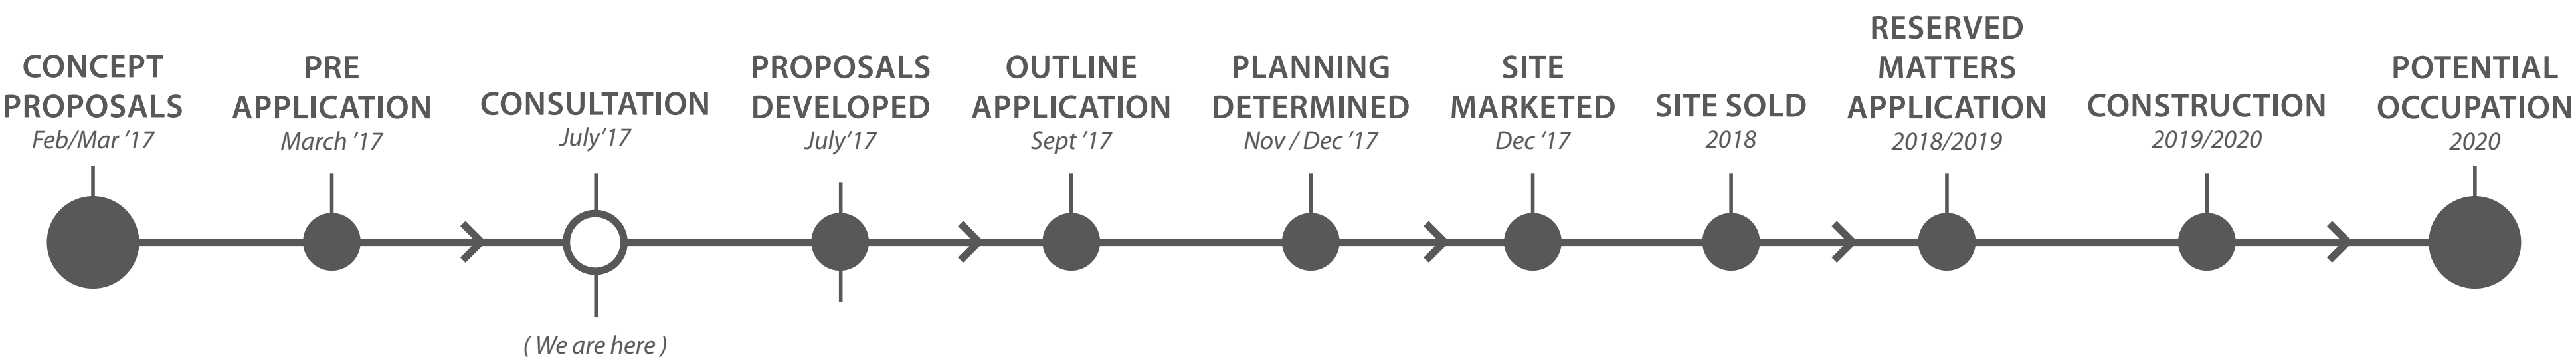 CONCEPT
PROPOSALS
Feb/Mar ’17
PRE
APPLICATION
March ’17
CONSULTATION
July’17
( We are here )
PROPOSALS
DEVELOPED
July’17
OUTLINE
APPLICATION
Sept ’17
PLANNING
DETERMINED
Nov / Dec ’17
SITE
MARKETED
Dec ‘17
SITE SOLD
2018
RESERVED
MATTERS
APPLICATION
2018/2019
CONSTRUCTION
2019/2020
POTENTIAL
OCCUPATION
2020